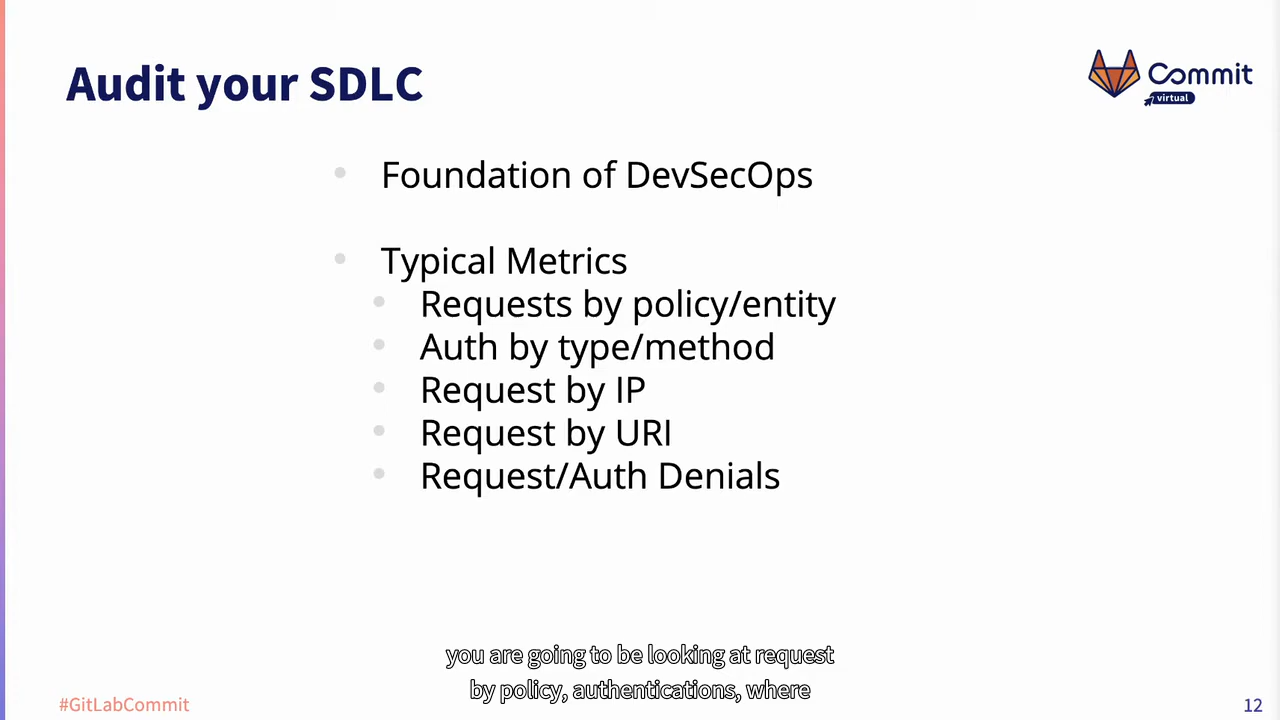 Audit your SDLC
Commit
virtual
Foundation of DevSecOps
Typical Metrics
Requests by policy/entity
Auth by type/method
Request by IP
Request by URI
Request/Auth Denials
you are going to be looking at request
by policy, authentications, where
#GitLabCommit
12